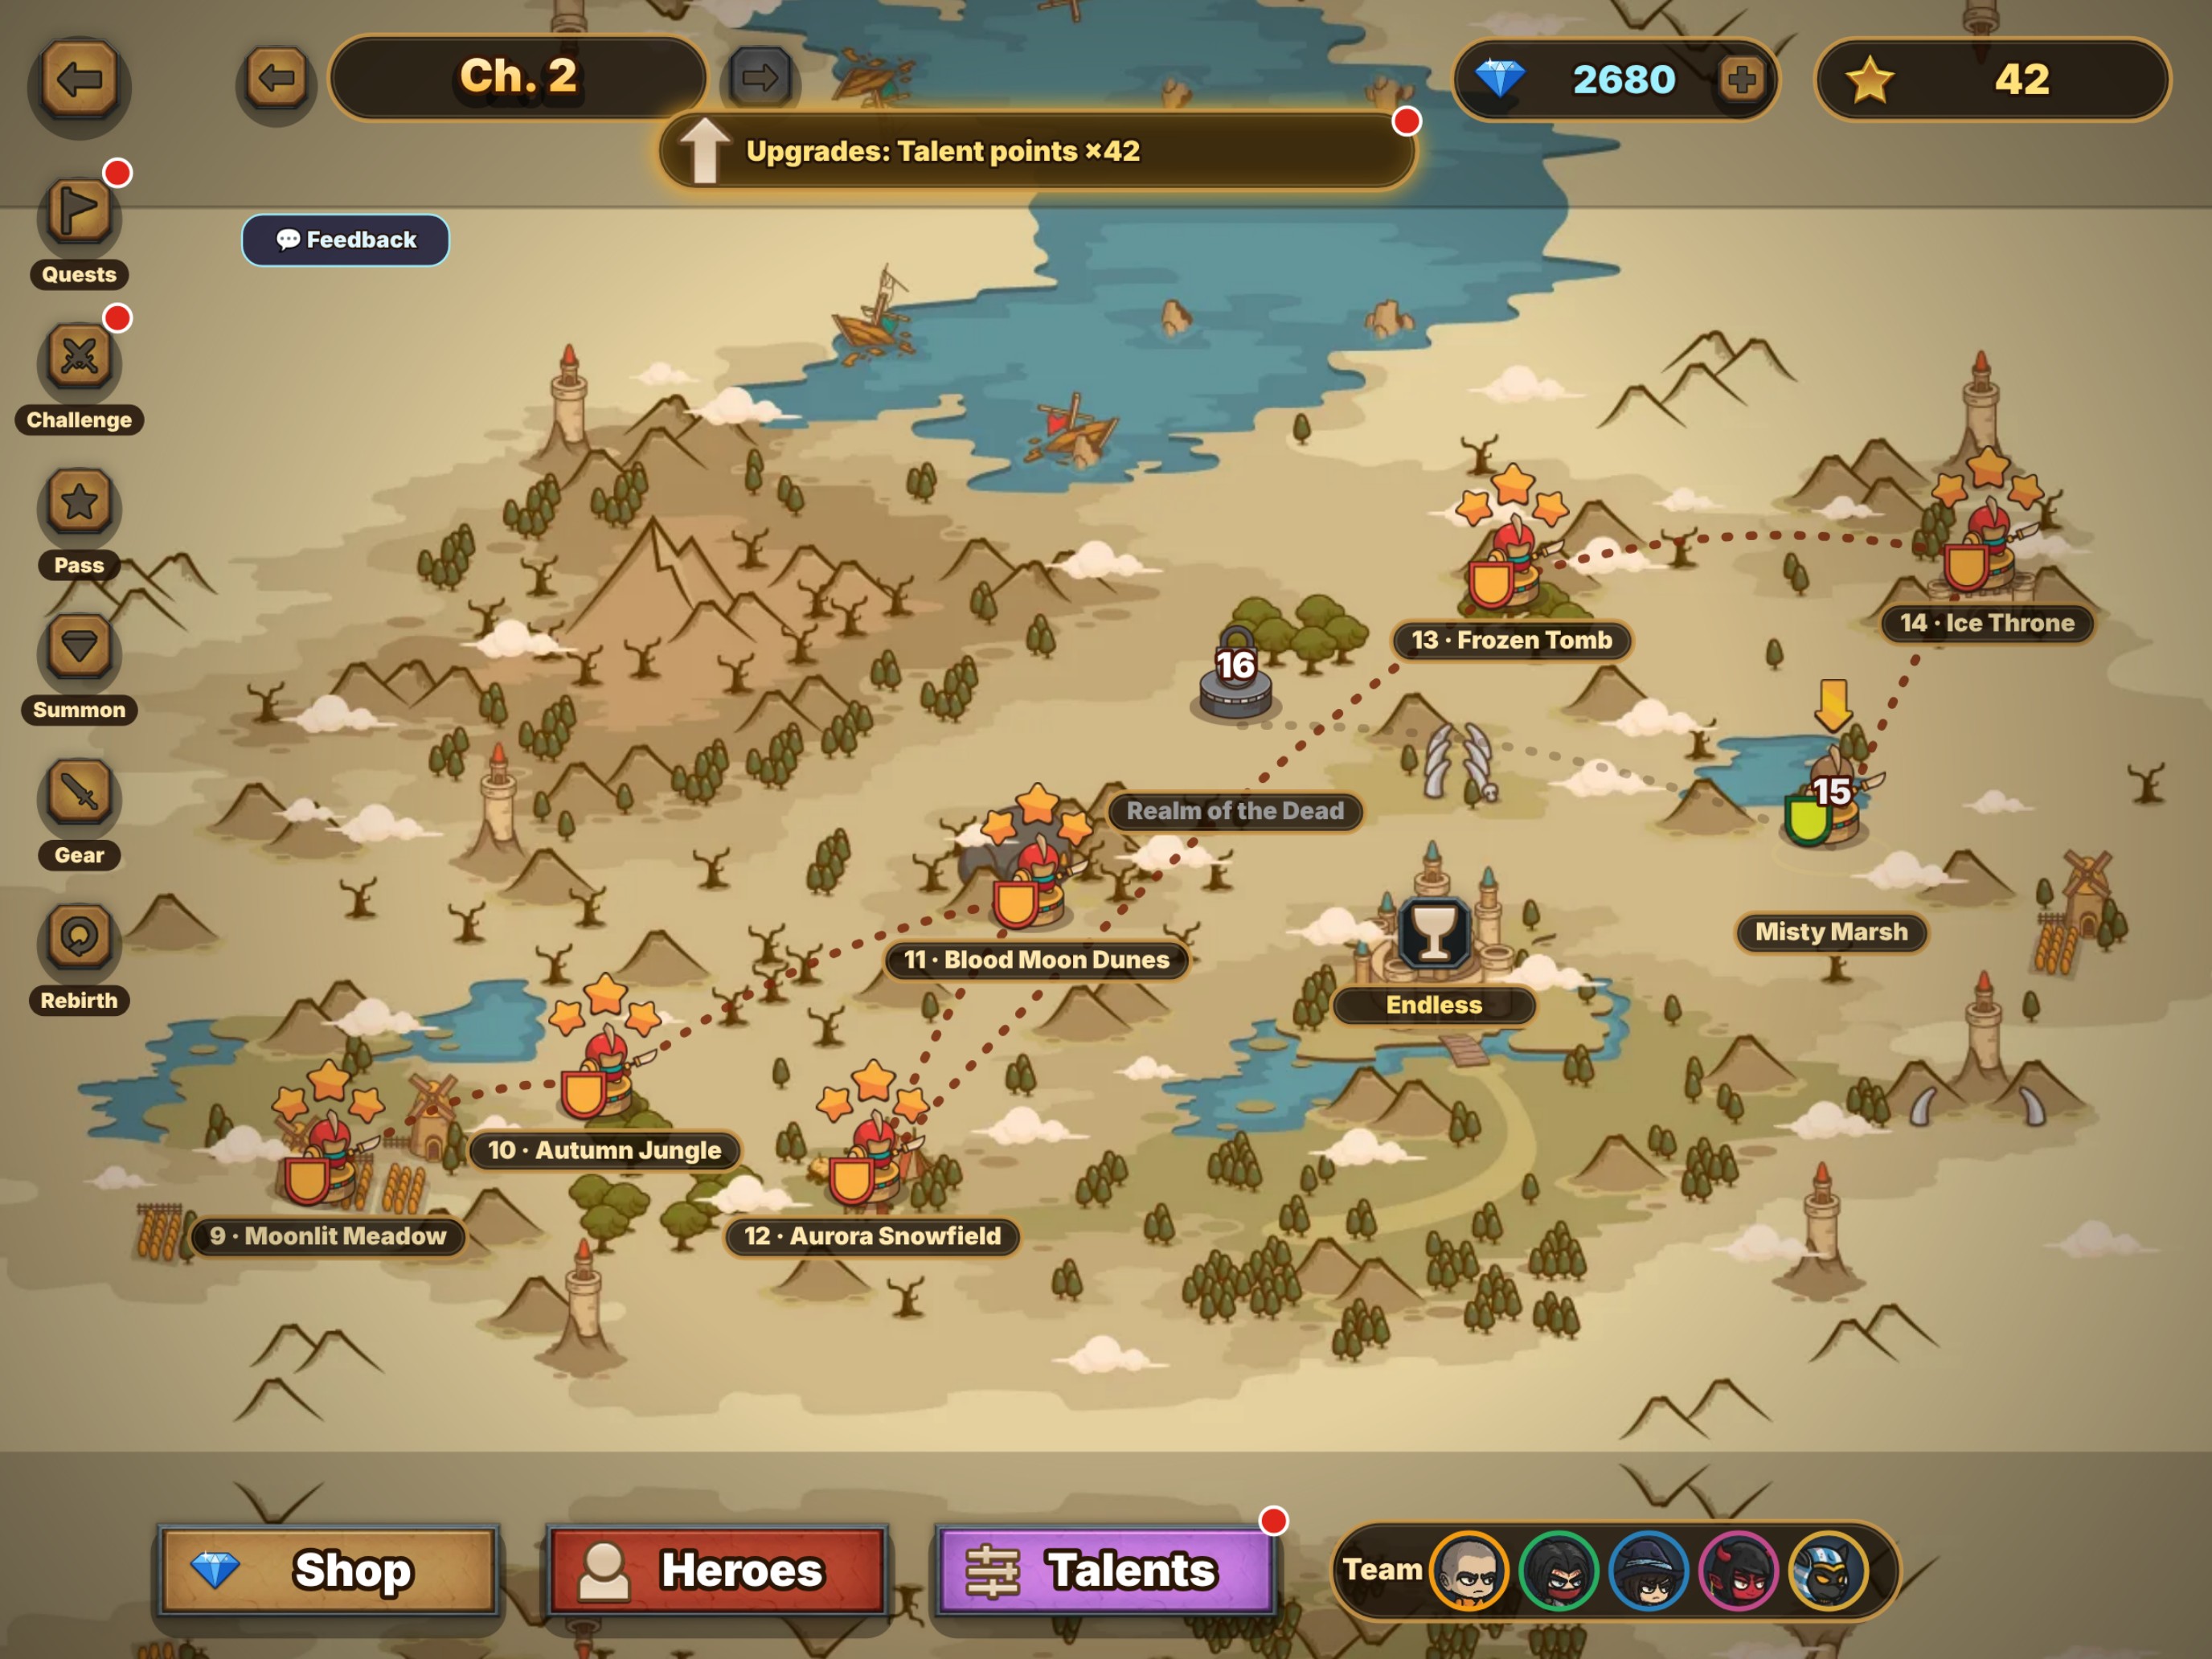 Ch. 2
2680
42
Upgrades: Talent points ×42
Feedback
Quests
Challenge
Pass
Summon
Gear
Rebirth
13 · Frozen Tomb
14 · Ice Throne
16
15
Realm of the Dead
Misty Marsh
11 · Blood Moon Dunes
Endless
10 · Autumn Jungle
9 · Moonlit Meadow
12 · Aurora Snowfield
Shop
Heroes
Talents
Team